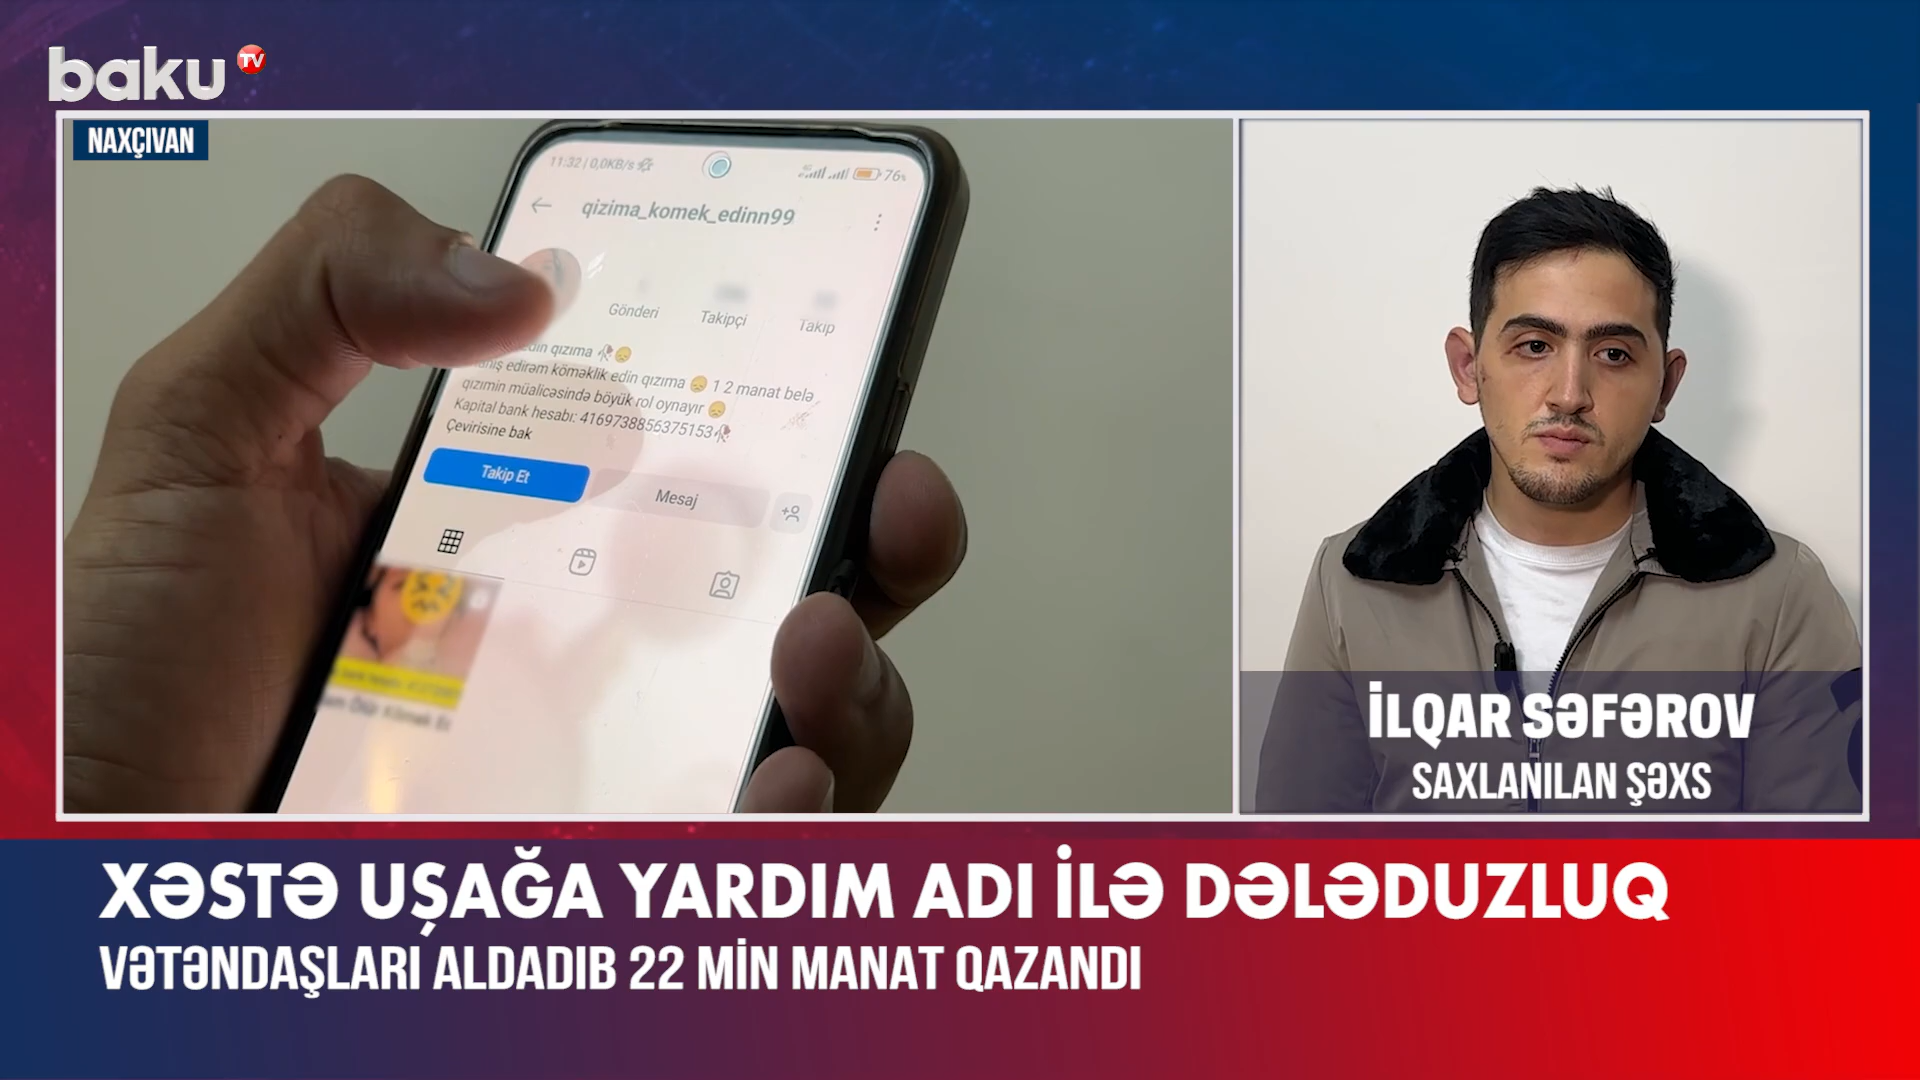 baku TV
NAXÇIVAN
11:32 | 0,0KB/s
4G
76%
qizima_komek_edinn99
Gönderi
Takipçi
Takip
qızıma 🥀😞
edirəm köməklik edin qızıma 😞 1 2 manat belə
qızımın müalicəsində böyük rol oynayır 😞
Kapital bank hesabı: 4169738856375153🥀
Çevirisine bak
Takip Et
Mesaj
İLQAR SƏFƏROV
SAXLANILAN ŞƏXS
XƏSTƏ UŞAĞA YARDIM ADI İLƏ DƏLƏDUZLUQ
VƏTƏNDAŞLARI ALDADIB 22 MİN MANAT QAZANDI